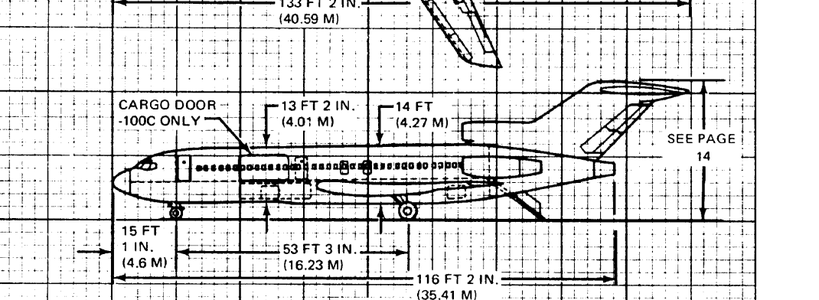 133 FT 2 IN.
(40.59 M)
CARGO DOOR
-100C ONLY
13 FT 2 IN.
(4.01 M)
14 FT
(4.27 M)
SEE PAGE
14
15 FT
1 IN.
(4.6 M)
53 FT 3 IN.
(16.23 M)
116 FT 2 IN.
(35.41 M)